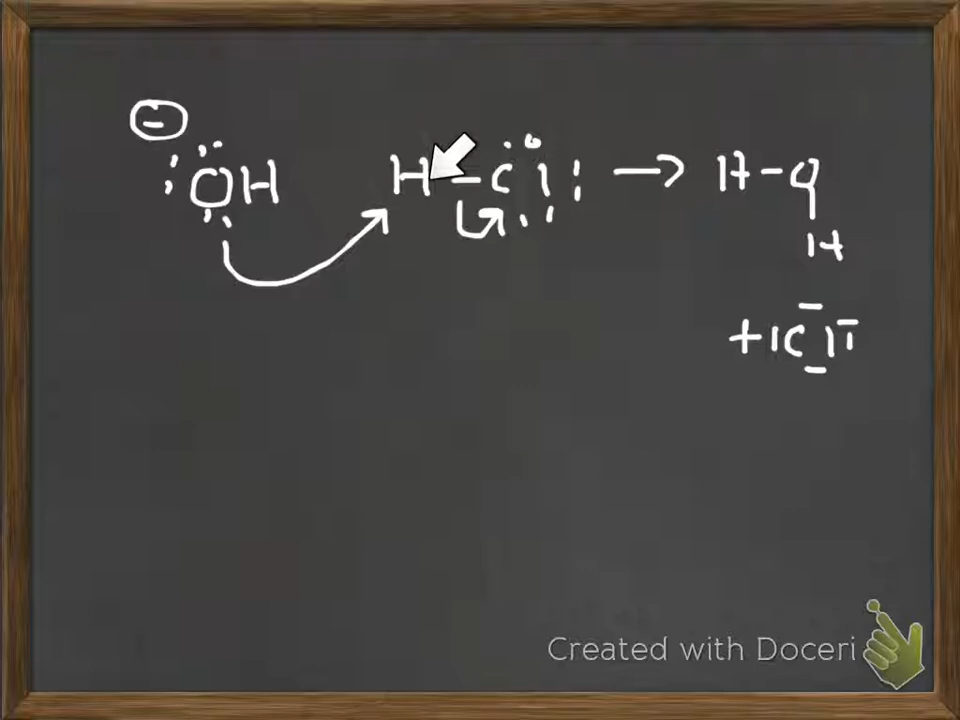 ⊖
:ÖH H-Cl: → H-O
H
+ |Cl|⁻
Created with Doceri